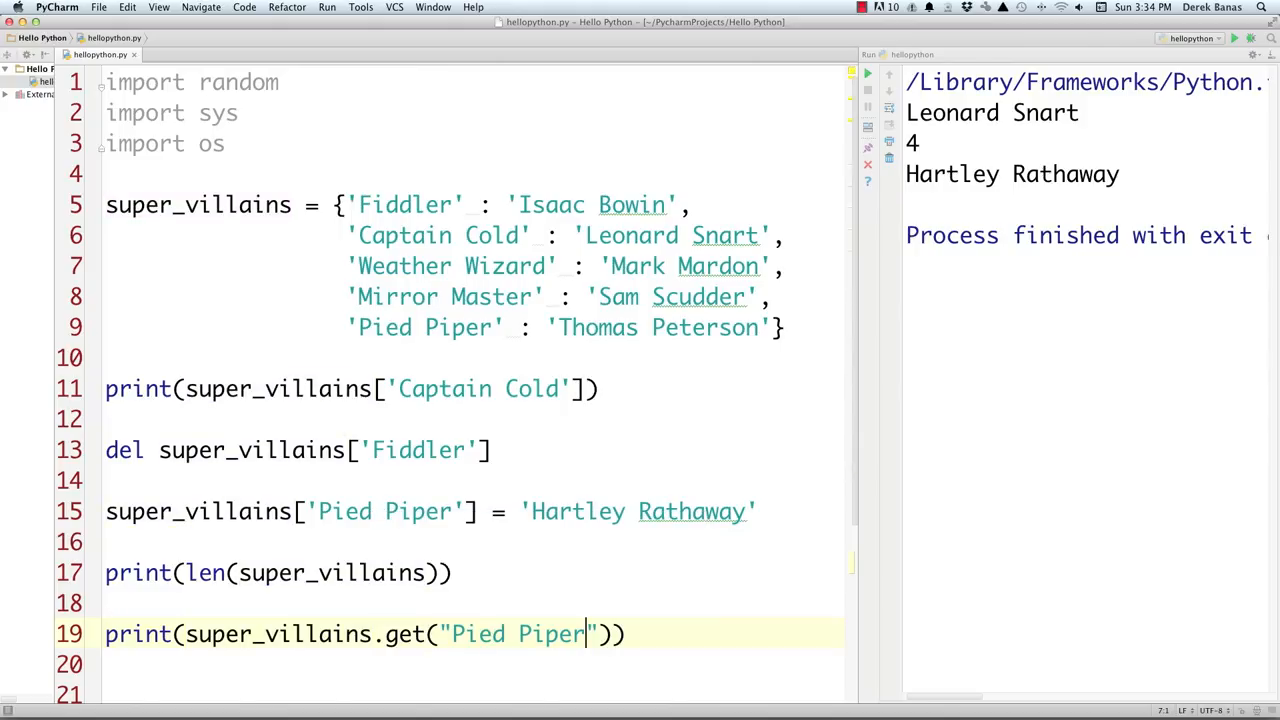 PyCharm File Edit View Navigate Code Refactor Run Tools VCS Window Help 10 Sun 3:34 PM Derek Banas
hellopython.py - Hello Python - [~/PycharmProjects/Hello Python]
Hello Python hellopython.py hellopython
hellopython.py Run hellopython
Hello P
hell
Extern
1 import random
2 import sys
3 import os
4
5 super_villains = {'Fiddler' : 'Isaac Bowin',
6 'Captain Cold' : 'Leonard Snart',
7 'Weather Wizard' : 'Mark Mardon',
8 'Mirror Master' : 'Sam Scudder',
9 'Pied Piper' : 'Thomas Peterson'}
10
11 print(super_villains['Captain Cold'])
12
13 del super_villains['Fiddler']
14
15 super_villains['Pied Piper'] = 'Hartley Rathaway'
16
17 print(len(super_villains))
18
19 print(super_villains.get("Pied Piper"))
20
21
/Library/Frameworks/Python.
Leonard Snart
4
Hartley Rathaway
Process finished with exit
7:1 LF UTF-8